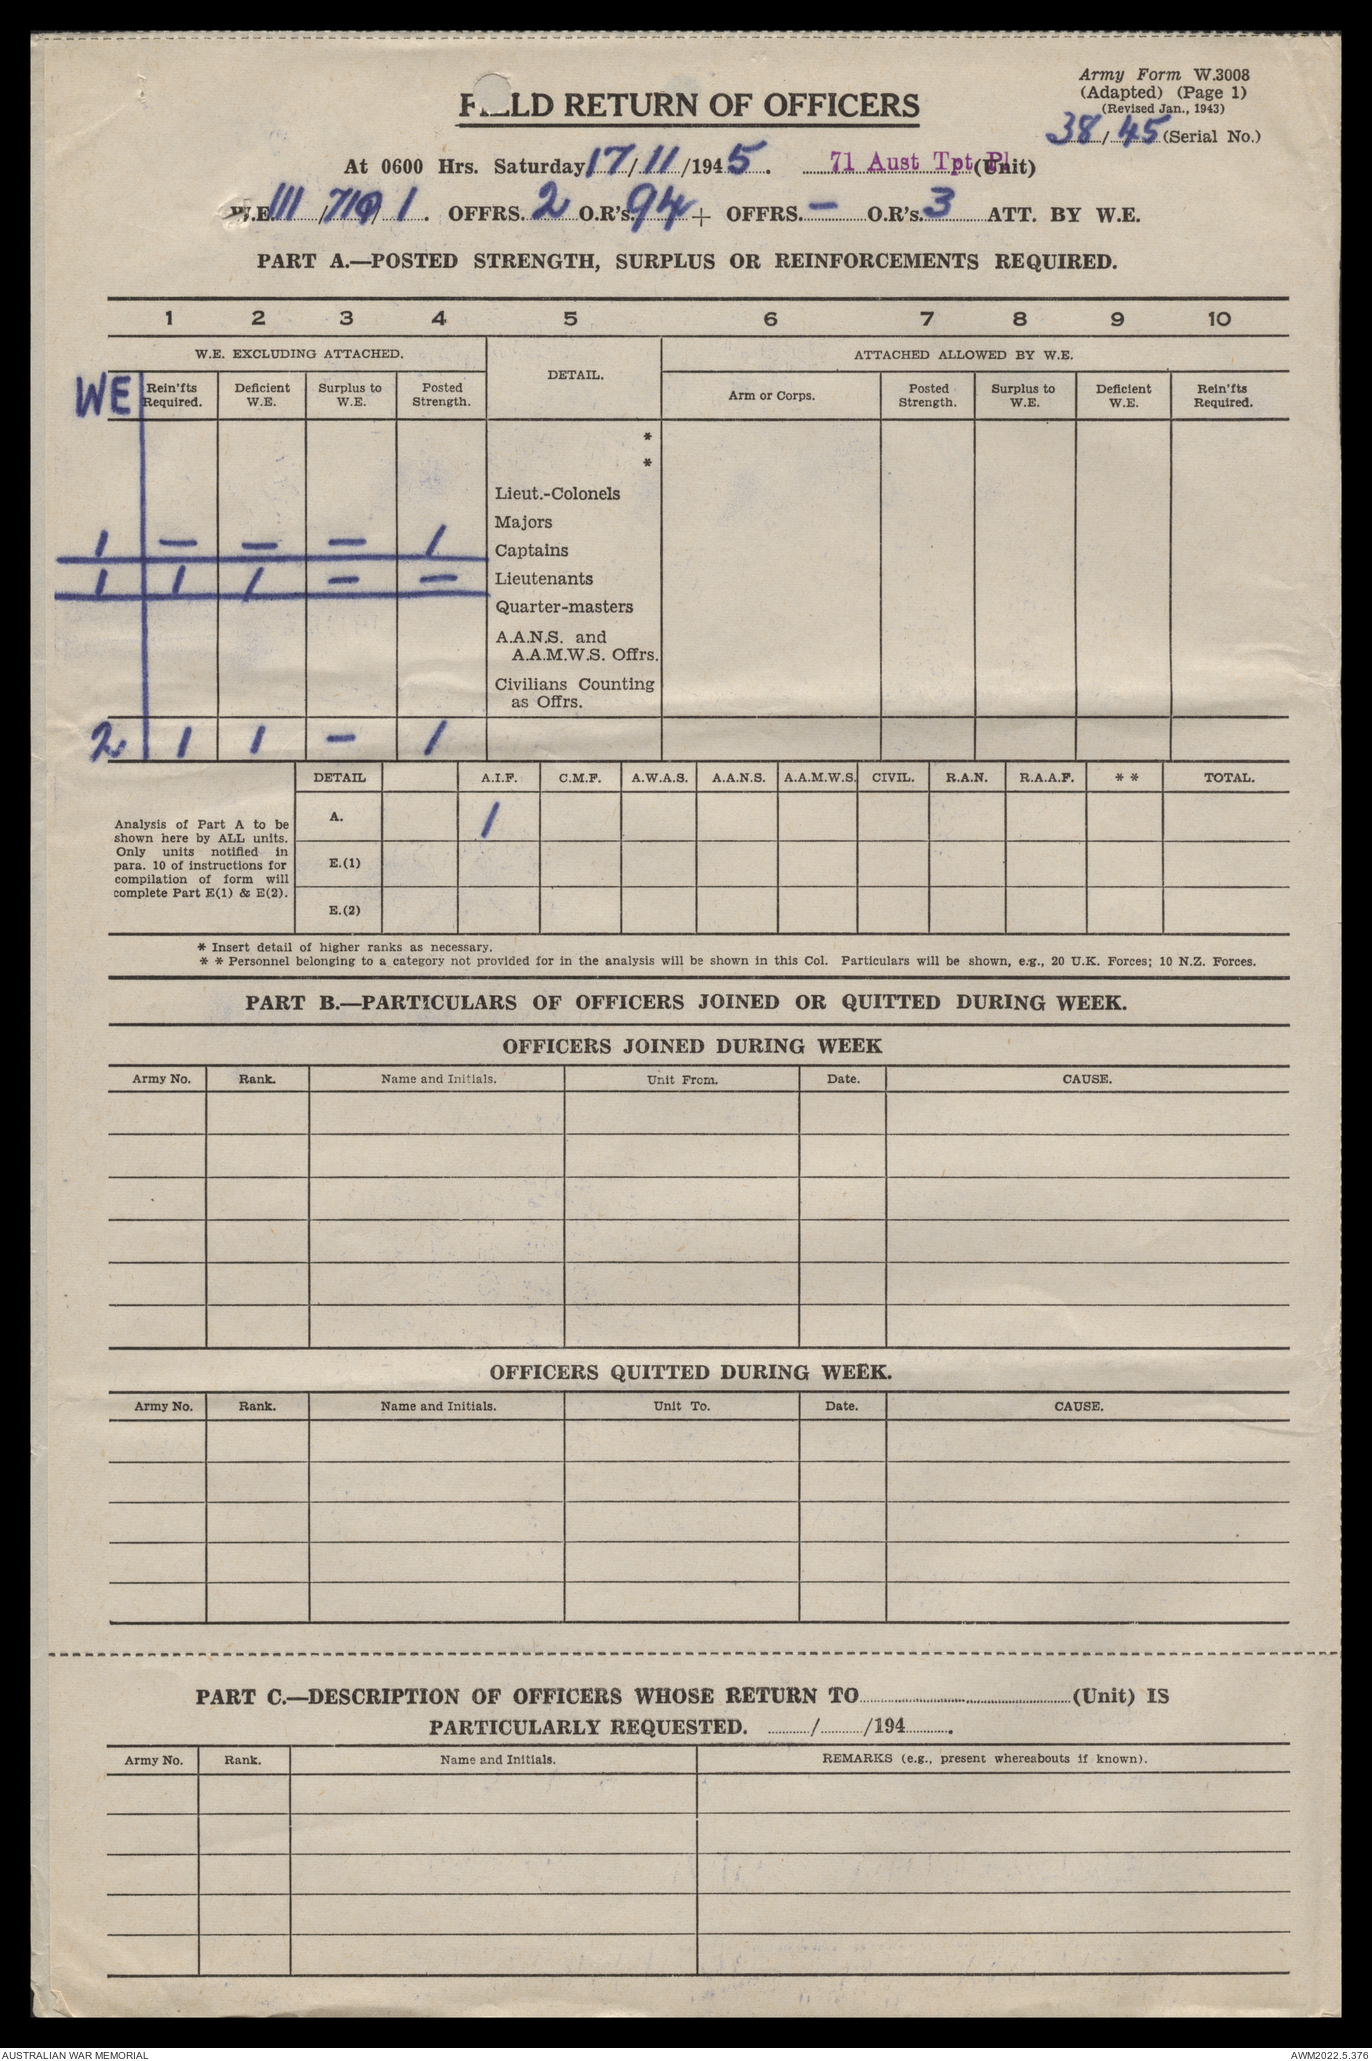 Army Form W.3008
(Adapted) (Page 1)
(Revised Jan., 1943)
FIELD RETURN OF OFFICERS
38/45 (Serial No.)
At 0600 Hrs. Saturday 17/11/1945. 71 Aust Tpt Pl (Unit)
W.E. III / / 1. OFFRS. 2 O.R's. 94 + OFFRS. — O.R's. 3 ATT. BY W.E.
PART A.—POSTED STRENGTH, SURPLUS OR REINFORCEMENTS REQUIRED.
1 2 3 4 5 6 7 8 9 10
W.E. EXCLUDING ATTACHED. DETAIL. ATTACHED ALLOWED BY W.E.
WE Rein'fts Required. Deficient W.E. Surplus to W.E. Posted Strength. Arm or Corps. Posted Strength. Surplus to W.E. Deficient W.E. Rein'fts Required.
*
*
Lieut.-Colonels
Majors
1 — — — 1 Captains
1 1 1 — — Lieutenants
Quarter-masters
A.A.N.S. and
A.A.M.W.S. Offrs.
Civilians Counting
as Offrs.
2 1 1 — 1
DETAIL A.I.F. C.M.F. A.W.A.S. A.A.N.S. A.A.M.W.S. CIVIL. R.A.N. R.A.A.F. * * TOTAL.
A. 1
E.(1)
E.(2)
Analysis of Part A to be
shown here by ALL units.
Only units notified in
para. 10 of instructions for
compilation of form will
complete Part E(1) & E(2).
* Insert detail of higher ranks as necessary.
* * Personnel belonging to a category not provided for in the analysis will be shown in this Col. Particulars will be shown, e.g., 20 U.K. Forces; 10 N.Z. Forces.
PART B.—PARTICULARS OF OFFICERS JOINED OR QUITTED DURING WEEK.
OFFICERS JOINED DURING WEEK
Army No. Rank. Name and Initials. Unit From. Date. CAUSE.
OFFICERS QUITTED DURING WEEK.
Army No. Rank. Name and Initials. Unit To. Date. CAUSE.
PART C.—DESCRIPTION OF OFFICERS WHOSE RETURN TO (Unit) IS
PARTICULARLY REQUESTED. / /194 .
Army No. Rank. Name and Initials. REMARKS (e.g., present whereabouts if known).
AUSTRALIAN WAR MEMORIAL AWM2022.5.376